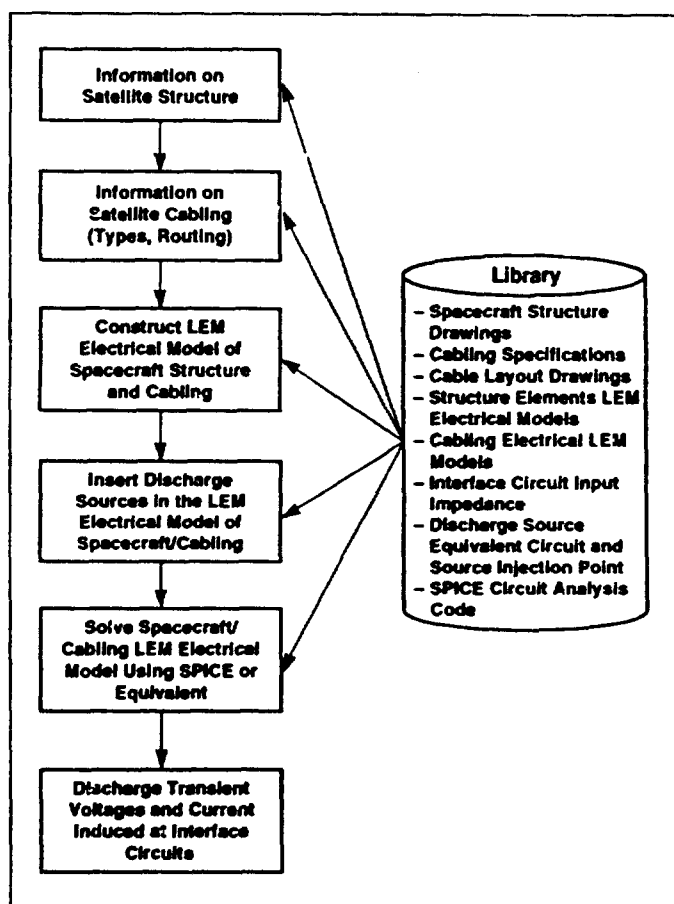 Information on
Satellite Structure
Information on
Satellite Cabling
(Types, Routing)
Construct LEM
Electrical Model of
Spacecraft Structure
and Cabling
Insert Discharge
Sources in the LEM
Electrical Model of
Spacecraft/Cabling
Solve Spacecraft/
Cabling LEM Electrical
Model Using SPICE or
Equivalent
Discharge Transient
Voltages and Current
Induced at Interface
Circuits
Library
– Spacecraft Structure
Drawings
– Cabling Specifications
– Cable Layout Drawings
– Structure Elements LEM
Electrical Models
– Cabling Electrical LEM
Models
– Interface Circuit Input
Impedance
– Discharge Source
Equivalent Circuit and
Source Injection Point
– SPICE Circuit Analysis
Code